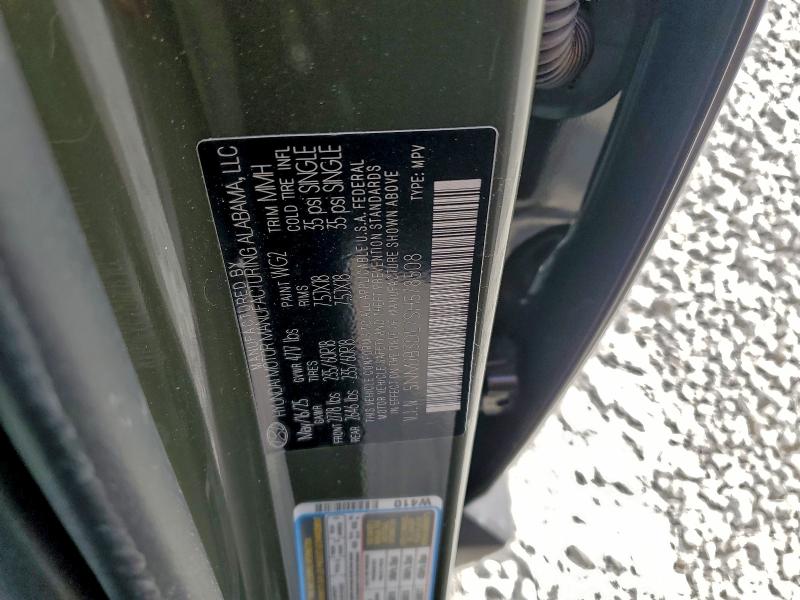 MANUFACTURED BY
HYUNDAI MOTOR MANUFACTURING ALABAMA, LLC
May/16/25 GVWR 4717 lbs PAINT WGZ TRIM MMH
GAWR TIRES RIMS COLD TIRE INFL
FRONT 2778 lbs 235/60R18 7.5JX18 35 psi SINGLE
REAR 2646 lbs 235/60R18 7.5JX18 35 psi SINGLE
THIS VEHICLE CONFORMS TO ALL APPLICABLE U.S.A. FEDERAL
MOTOR VEHICLE SAFETY AND THEFT PREVENTION STANDARDS
IN EFFECT ON THE DATE OF MANUFACTURE SHOWN ABOVE
V.I.N. TYPE: MPV
W410